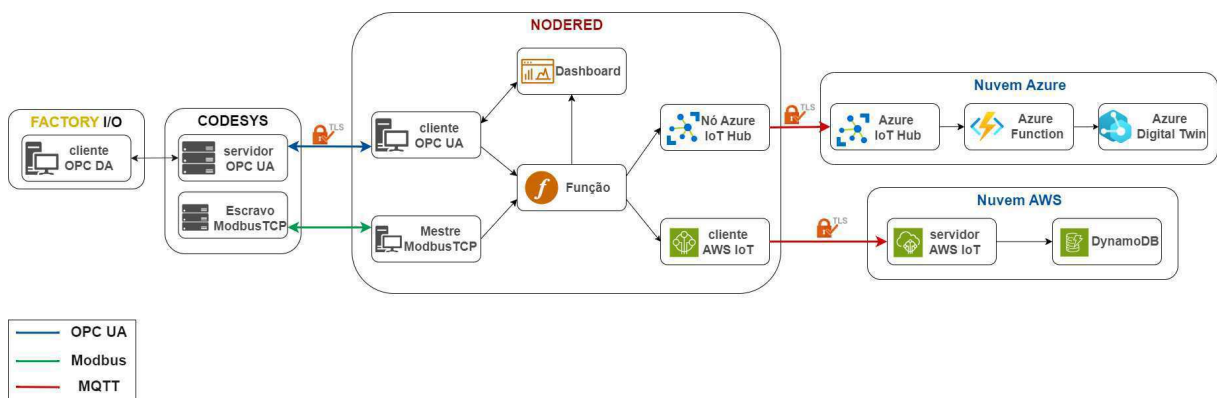 NODERED
Dashboard
Nuvem Azure
FACTORY I/O
cliente
OPC DA
CODESYS
servidor
OPC UA
TLS
cliente
OPC UA
Nó Azure
IoT Hub
TLS
Azure
IoT Hub
Azure
Function
Azure
Digital Twin
Função
Escravo
ModbusTCP
Mestre
ModbusTCP
cliente
AWS IoT
TLS
Nuvem AWS
servidor
AWS IoT
DynamoDB
OPC UA
Modbus
MQTT